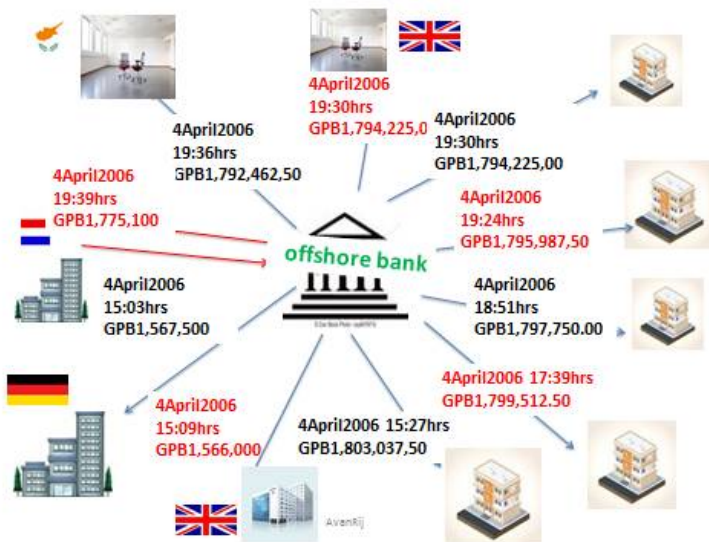 4April2006
19:30hrs
GPB1,794,225,0
4April2006
19:36hrs
GPB1,792,462,50
4April2006
19:30hrs
GPB1,794,225,00
4April2006
19:39hrs
GPB1,775,100
4April2006
19:24hrs
GPB1,795,987,50
offshore bank
4April2006
15:03hrs
GPB1,567,500
4April2006
18:51hrs
GPB1,797,750.00
4April2006 17:39hrs
GPB1,799,512.50
4April2006
15:09hrs
GPB1,566,000
4April2006 15:27hrs
GPB1,803,037,50
AvanRij